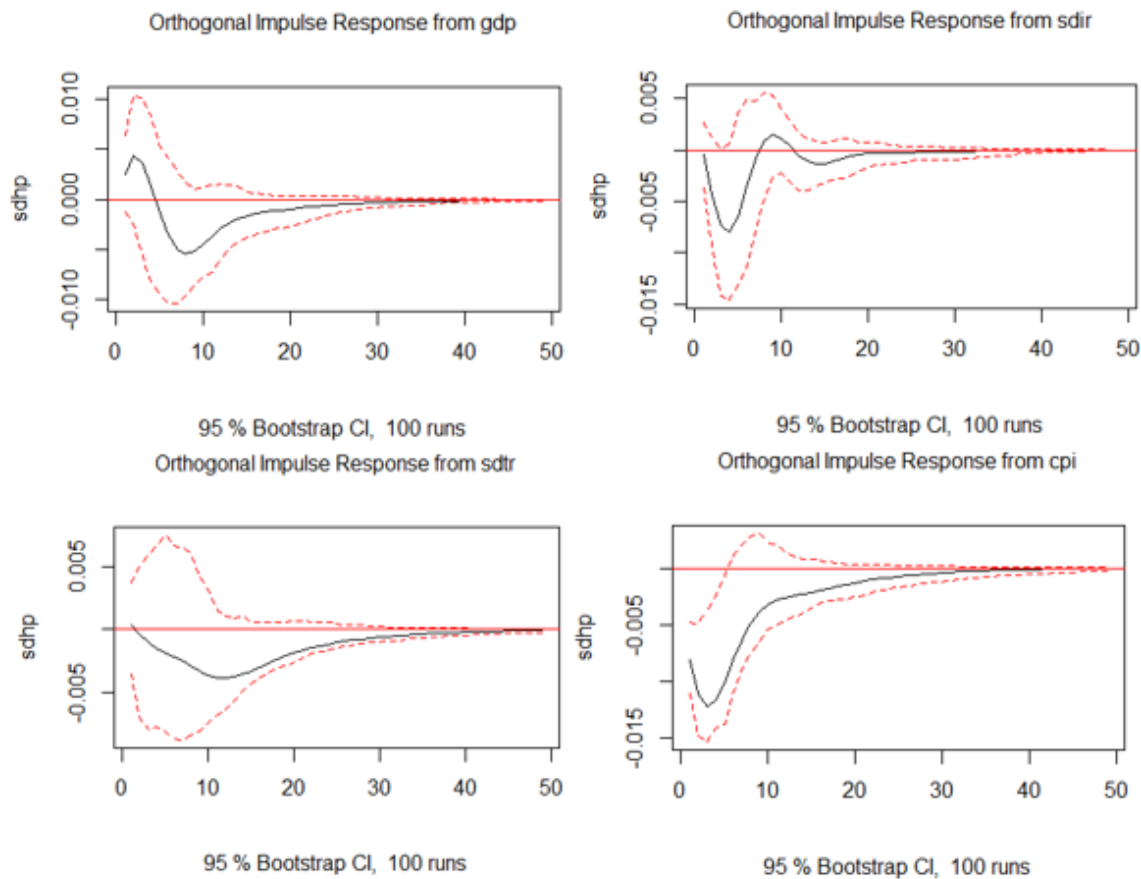 Orthogonal Impulse Response from gdp
sdhp
0.010
0.000
-0.010
0 10 20 30 40 50
95 % Bootstrap CI, 100 runs
Orthogonal Impulse Response from sdir
sdhp
0.005
-0.005
-0.015
0 10 20 30 40 50
95 % Bootstrap CI, 100 runs
Orthogonal Impulse Response from sdtr
sdhp
0.005
-0.005
0 10 20 30 40 50
95 % Bootstrap CI, 100 runs
Orthogonal Impulse Response from cpi
sdhp
-0.005
-0.015
0 10 20 30 40 50
95 % Bootstrap CI, 100 runs